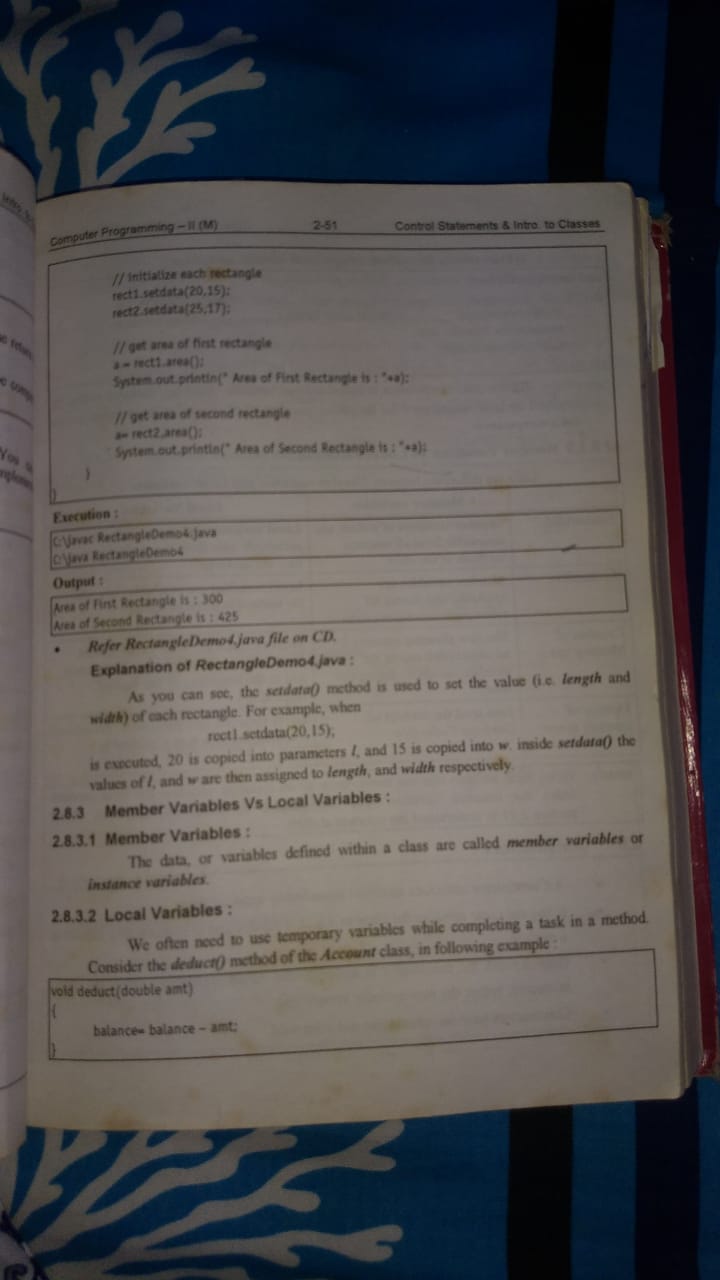 Computer Programming – II (M) 2-51 Control Statements & Intro. to Classes
// initialize each rectangle
rect1.setdata(20,15);
rect2.setdata(25,17);
// get area of first rectangle
a = rect1.area();
System.out.println(" Area of First Rectangle is : "+a);
// get area of second rectangle
a= rect2.area();
System.out.println(" Area of Second Rectangle is : "+a);
}
}
Execution :
C:\javac RectangleDemo4.java
C:\java RectangleDemo4
Output :
Area of First Rectangle is : 300
Area of Second Rectangle is : 425
• Refer RectangleDemo4.java file on CD.
Explanation of RectangleDemo4.java :
As you can see, the setdata() method is used to set the value (i.e. length and
width) of each rectangle. For example, when
rect1.setdata(20,15);
is executed, 20 is copied into parameters l, and 15 is copied into w. inside setdata() the
values of l, and w are then assigned to length, and width respectively.
2.8.3 Member Variables Vs Local Variables :
2.8.3.1 Member Variables :
The data, or variables defined within a class are called member variables or
instance variables.
2.8.3.2 Local Variables :
We often need to use temporary variables while completing a task in a method.
Consider the deduct() method of the Account class, in following example :
void deduct(double amt)
{
balance= balance – amt;
}